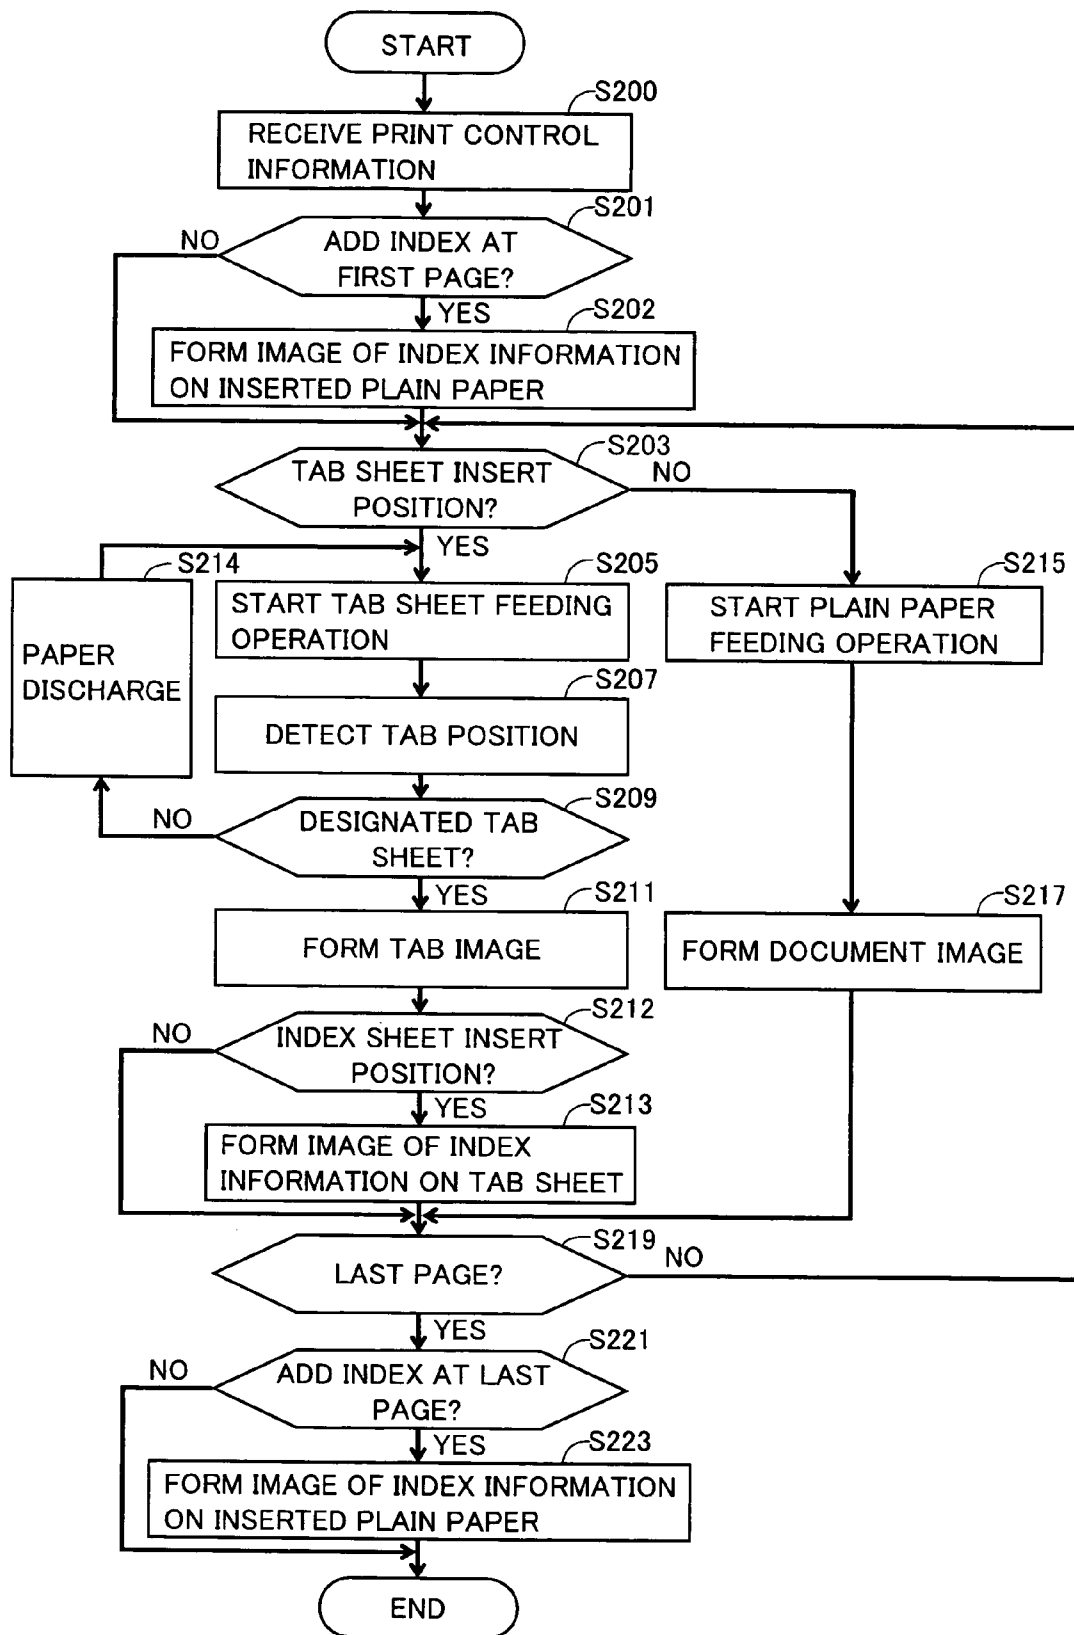 START
S200
RECEIVE PRINT CONTROL
INFORMATION
S201
NO
ADD INDEX AT
FIRST PAGE?
YES
S202
FORM IMAGE OF INDEX INFORMATION
ON INSERTED PLAIN PAPER
S203
TAB SHEET INSERT
POSITION?
NO
YES
S214
S205
S215
START TAB SHEET FEEDING
OPERATION
START PLAIN PAPER
FEEDING OPERATION
PAPER
DISCHARGE
S207
DETECT TAB POSITION
S209
NO
DESIGNATED TAB
SHEET?
YES
S211
S217
FORM TAB IMAGE
FORM DOCUMENT IMAGE
S212
NO
INDEX SHEET INSERT
POSITION?
YES
S213
FORM IMAGE OF INDEX
INFORMATION ON TAB SHEET
S219
LAST PAGE?
NO
YES
S221
NO
ADD INDEX AT LAST
PAGE?
YES
S223
FORM IMAGE OF INDEX INFORMATION
ON INSERTED PLAIN PAPER
END